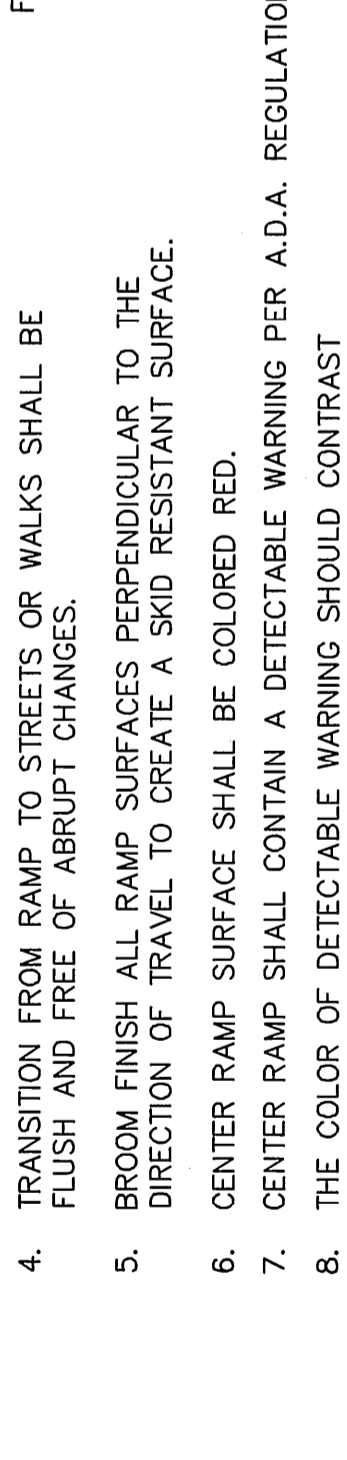 4. TRANSITION FROM RAMP TO STREETS OR WALKS SHALL BE
FLUSH AND FREE OF ABRUPT CHANGES.
5. BROOM FINISH ALL RAMP SURFACES PERPENDICULAR TO THE
DIRECTION OF TRAVEL TO CREATE A SKID RESISTANT SURFACE.
6. CENTER RAMP SURFACE SHALL BE COLORED RED.
7. CENTER RAMP SHALL CONTAIN A DETECTABLE WARNING PER A.D.A.
8. THE COLOR OF DETECTABLE WARNING SHOULD CONTRAST